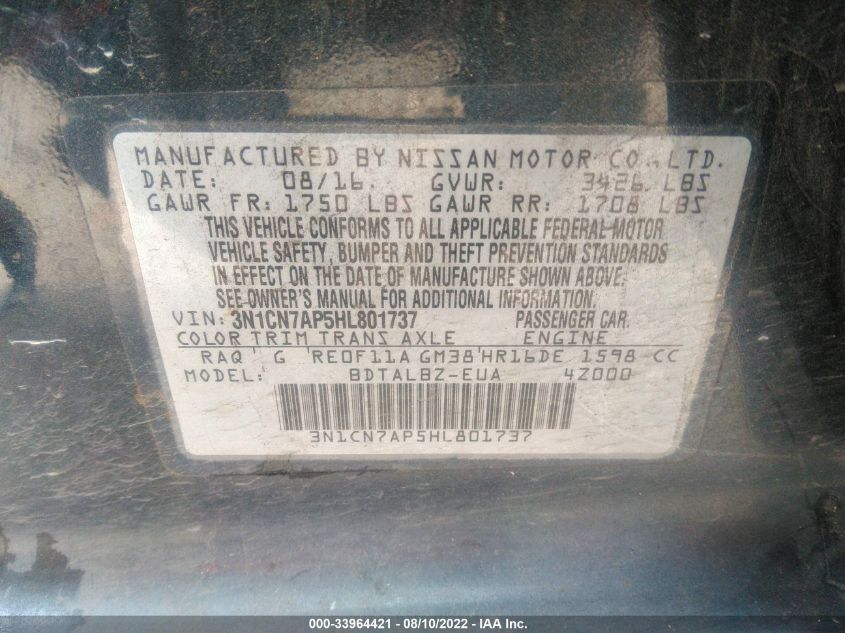 MANUFACTURED BY NISSAN MOTOR CO.,LTD.
DATE: 08/16. GVWR: 3426 LBS
GAWR FR: 1750 LBS GAWR RR: 1708 LBS
THIS VEHICLE CONFORMS TO ALL APPLICABLE FEDERAL MOTOR
VEHICLE SAFETY, BUMPER AND THEFT PREVENTION STANDARDS
IN EFFECT ON THE DATE OF MANUFACTURE SHOWN ABOVE.
SEE OWNER'S MANUAL FOR ADDITIONAL INFORMATION.
VIN: 3N1CN7AP5HL801737 PASSENGER CAR.
COLOR TRIM TRANS AXLE ENGINE
RAQ G RE0F11A GM38 HR16DE 1598 CC
MODEL: BDTALBZ-EUA 4Z000
3N1CN7AP5HL801737
000-33964421 - 08/10/2022 - IAA Inc.